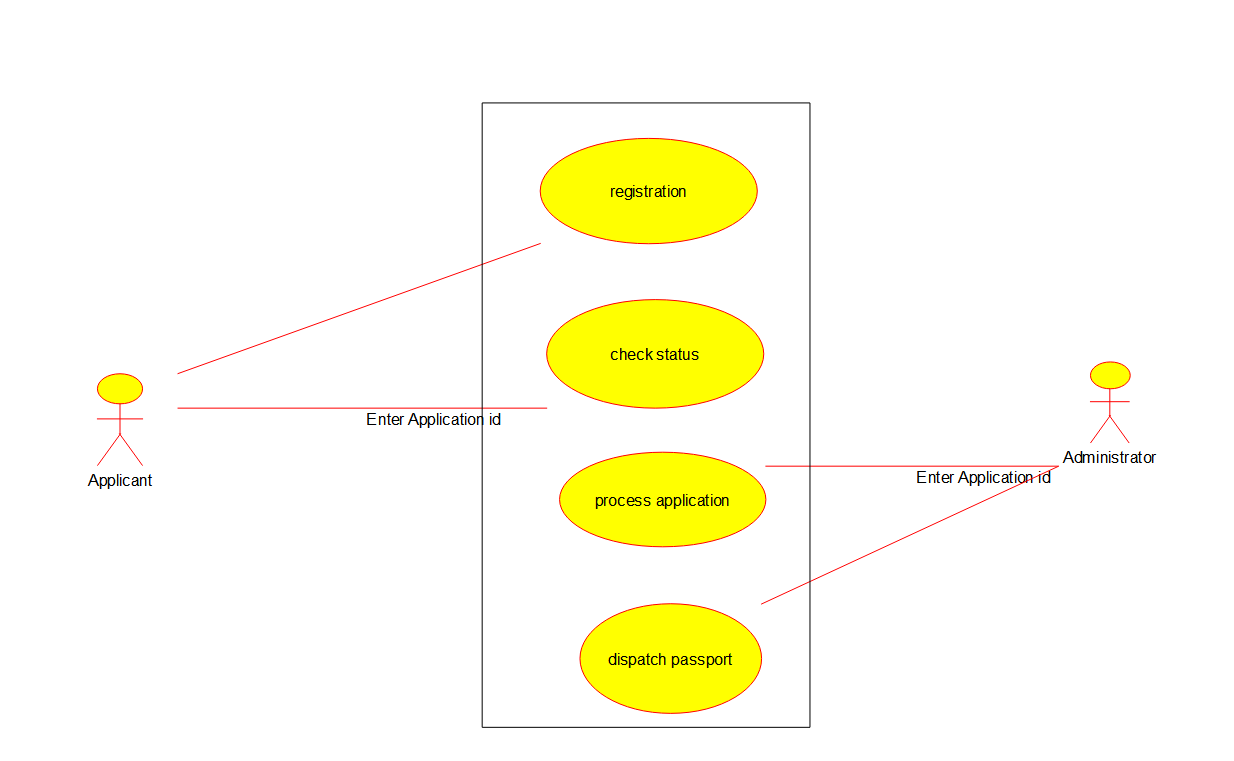 registration
check status
Enter Application id
Applicant
Administrator
Enter Application id
process application
dispatch passport